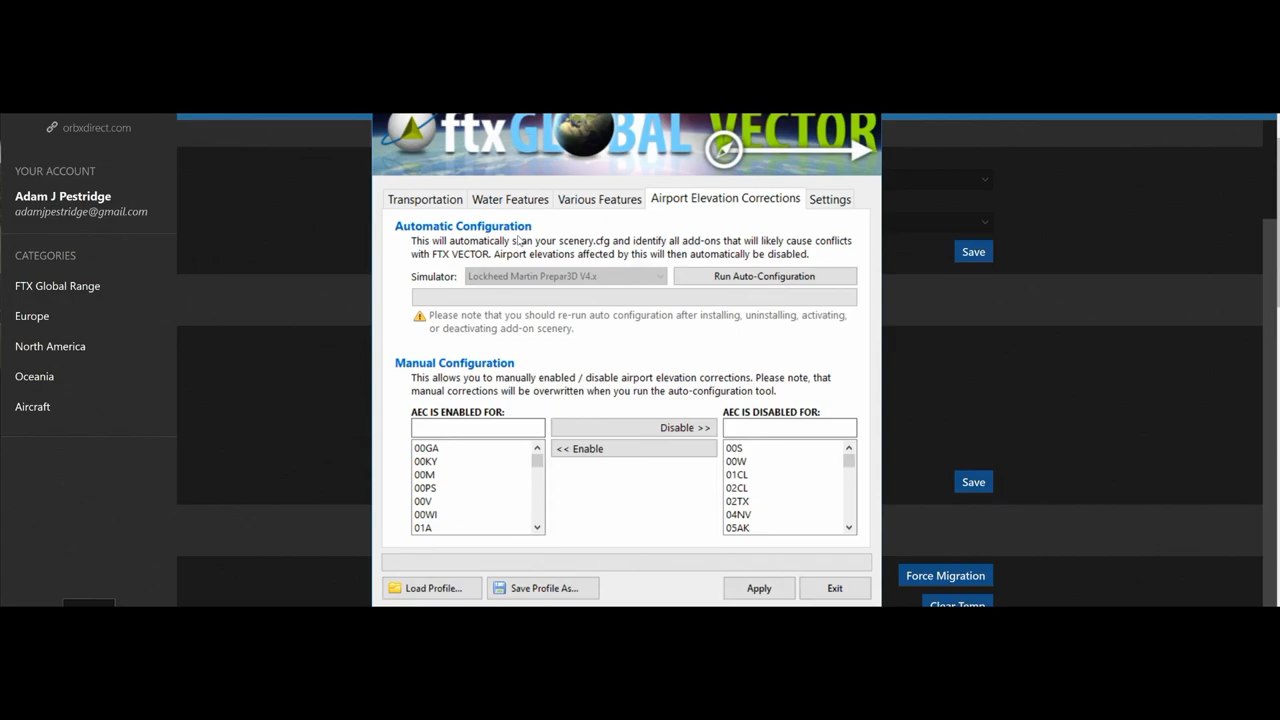 ftxGLOBAL VECTOR
orbxdirect.com
YOUR ACCOUNT
Adam J Pestridge
adamjpestridge@gmail.com
CATEGORIES
FTX Global Range
Europe
North America
Oceania
Aircraft
Transportation
Water Features
Various Features
Airport Elevation Corrections
Settings
Automatic Configuration
This will automatically scan your scenery.cfg and identify all add-ons that will likely cause conflicts
with FTX VECTOR. Airport elevations affected by this will then automatically be disabled.
Simulator:
Lockheed Martin Prepar3D V4.x
Run Auto-Configuration
Please note that you should re-run auto configuration after installing, uninstalling, activating,
or deactivating add-on scenery.
Manual Configuration
This allows you to manually enabled / disable airport elevation corrections. Please note, that
manual corrections will be overwritten when you run the auto-configuration tool.
AEC IS ENABLED FOR:
00GA
00KY
00M
00PS
00V
00WI
01A
Disable >>
<< Enable
AEC IS DISABLED FOR:
00S
00W
01CL
02CL
02TX
04NV
05AK
Load Profile...
Save Profile As...
Apply
Exit
Save
Save
Force Migration
Clear Temp